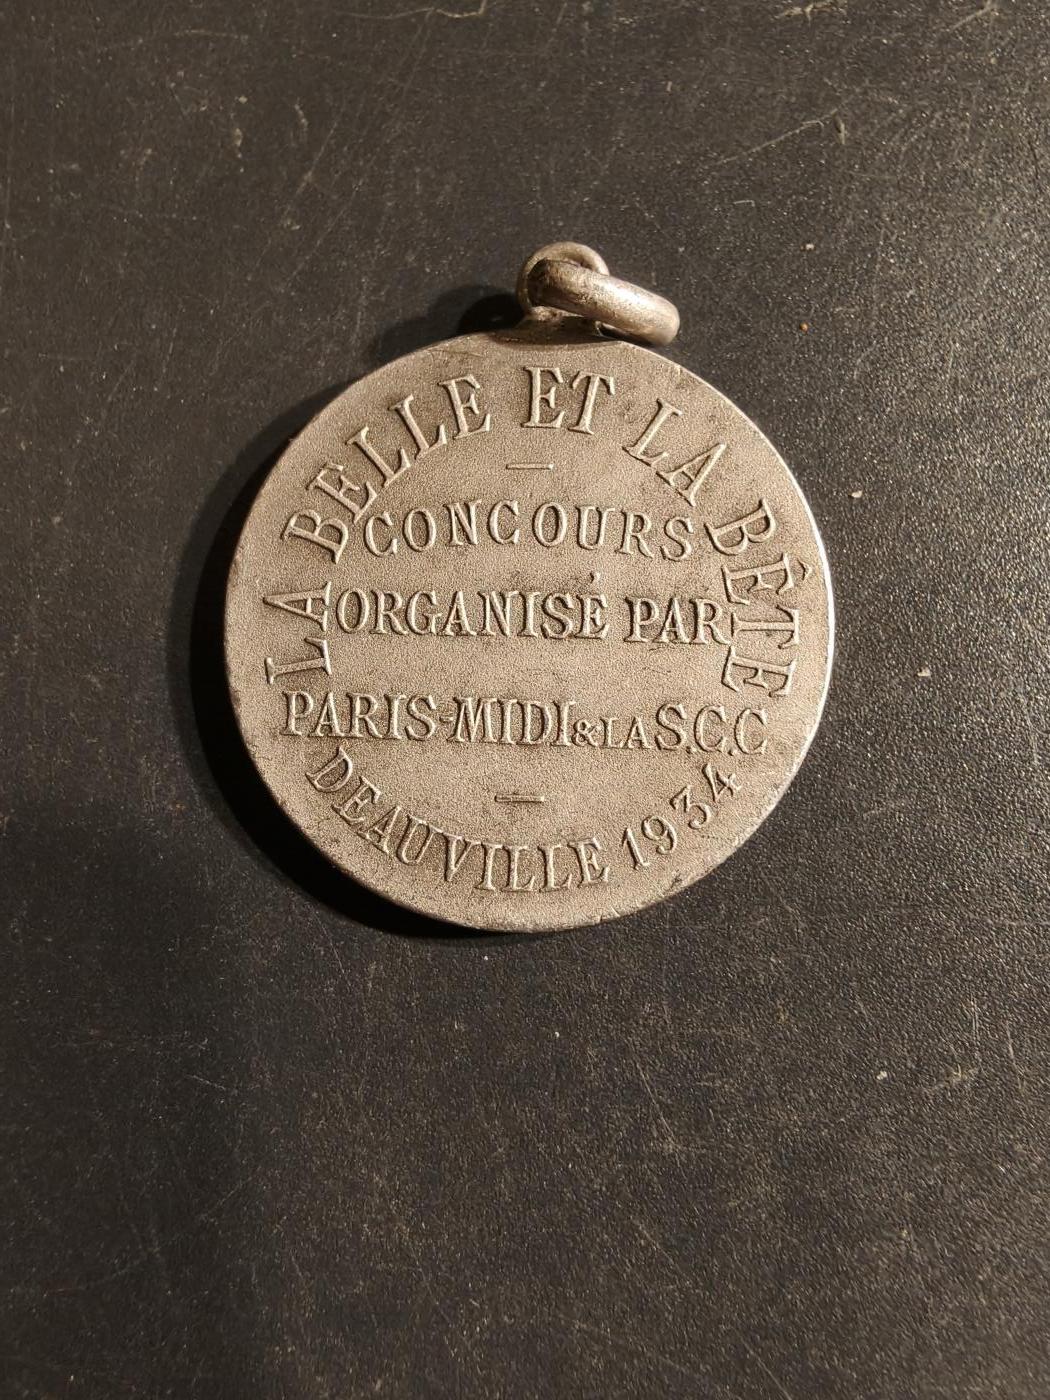 LA BELLE ET LA BÊTE
CONCOURS
ORGANISÉ PAR
PARIS-MIDI & LA S.C.C
DEAUVILLE 1934